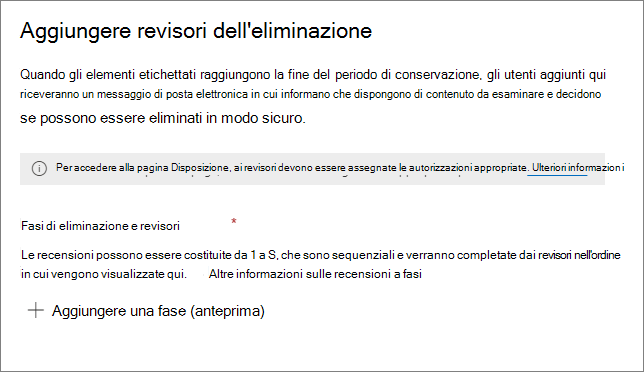 Aggiungere revisori dell'eliminazione
Quando gli elementi etichettati raggiungono la fine del periodo di conservazione, gli utenti aggiunti qui
riceveranno un messaggio di posta elettronica in cui informano che dispongono di contenuto da esaminare e decidono
se possono essere eliminati in modo sicuro.
Per accedere alla pagina Disposizione, ai revisori devono essere assegnate le autorizzazioni appropriate. Ulteriori informazioni i
Fasi di eliminazione e revisori *
Le recensioni possono essere costituite da 1 a S, che sono sequenziali e verranno completate dai revisori nell'ordine
in cui vengono visualizzate qui. Altre informazioni sulle recensioni a fasi
Aggiungere una fase (anteprima)